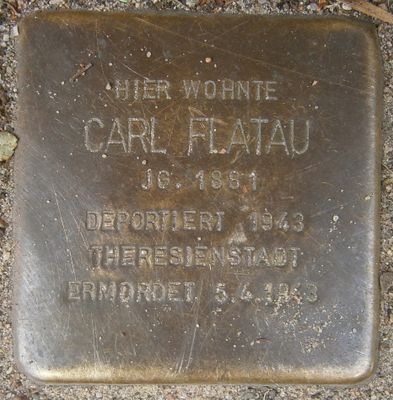 HIER WOHNTE
CARL FLATAU
JG. 1881
DEPORTIERT 1943
THERESIENSTADT
ERMORDET 5.4.1943